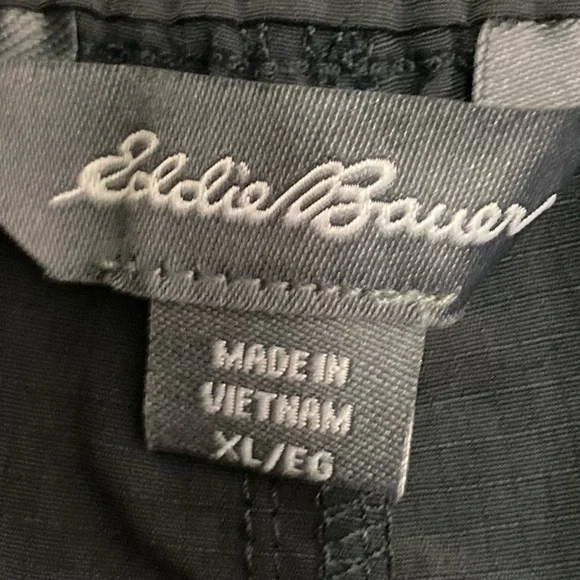 Eddie Bauer
MADE IN
VIETNAM
XL/EG